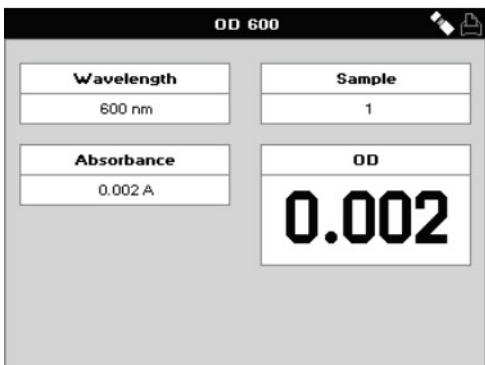 OD 600
Wavelength
600 nm
Sample
1
Absorbance
0.002 A
OD
0.002